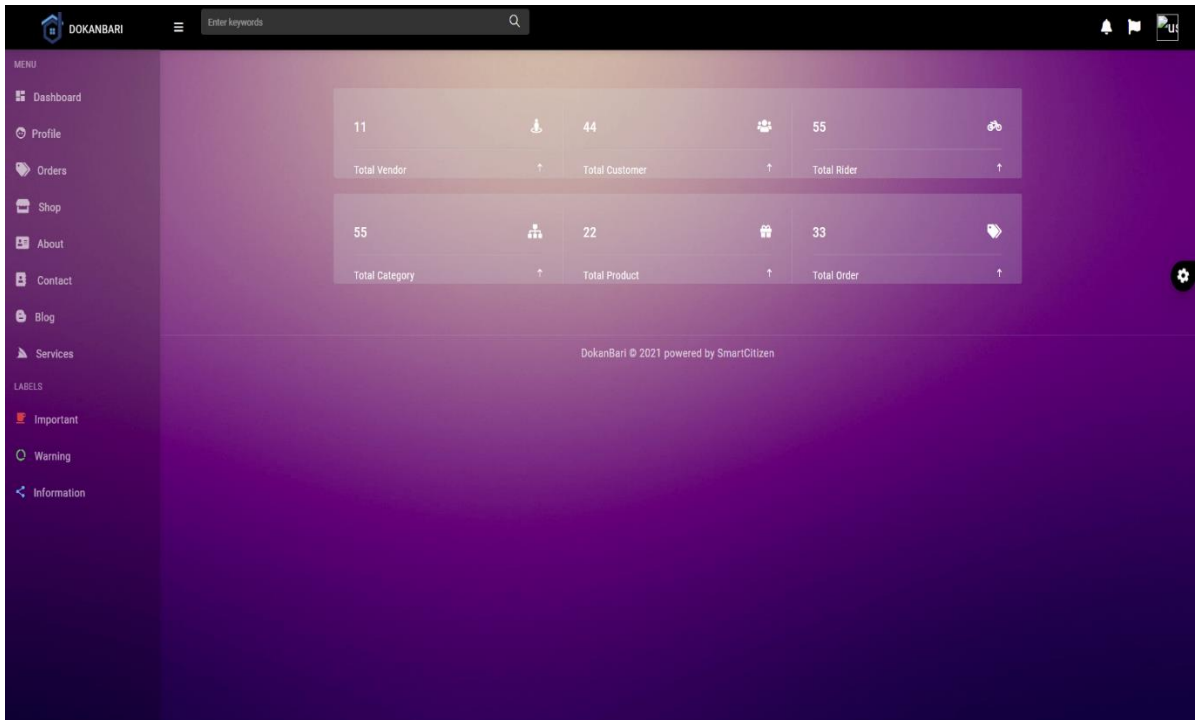 DOKANBARI
Enter keywords
us
MENU
Dashboard
Profile
Orders
Shop
About
Contact
Blog
Services
LABELS
Important
Warning
Information
11 44 55
Total Vendor Total Customer Total Rider
55 22 33
Total Category Total Product Total Order
DokanBari © 2021 powered by SmartCitizen